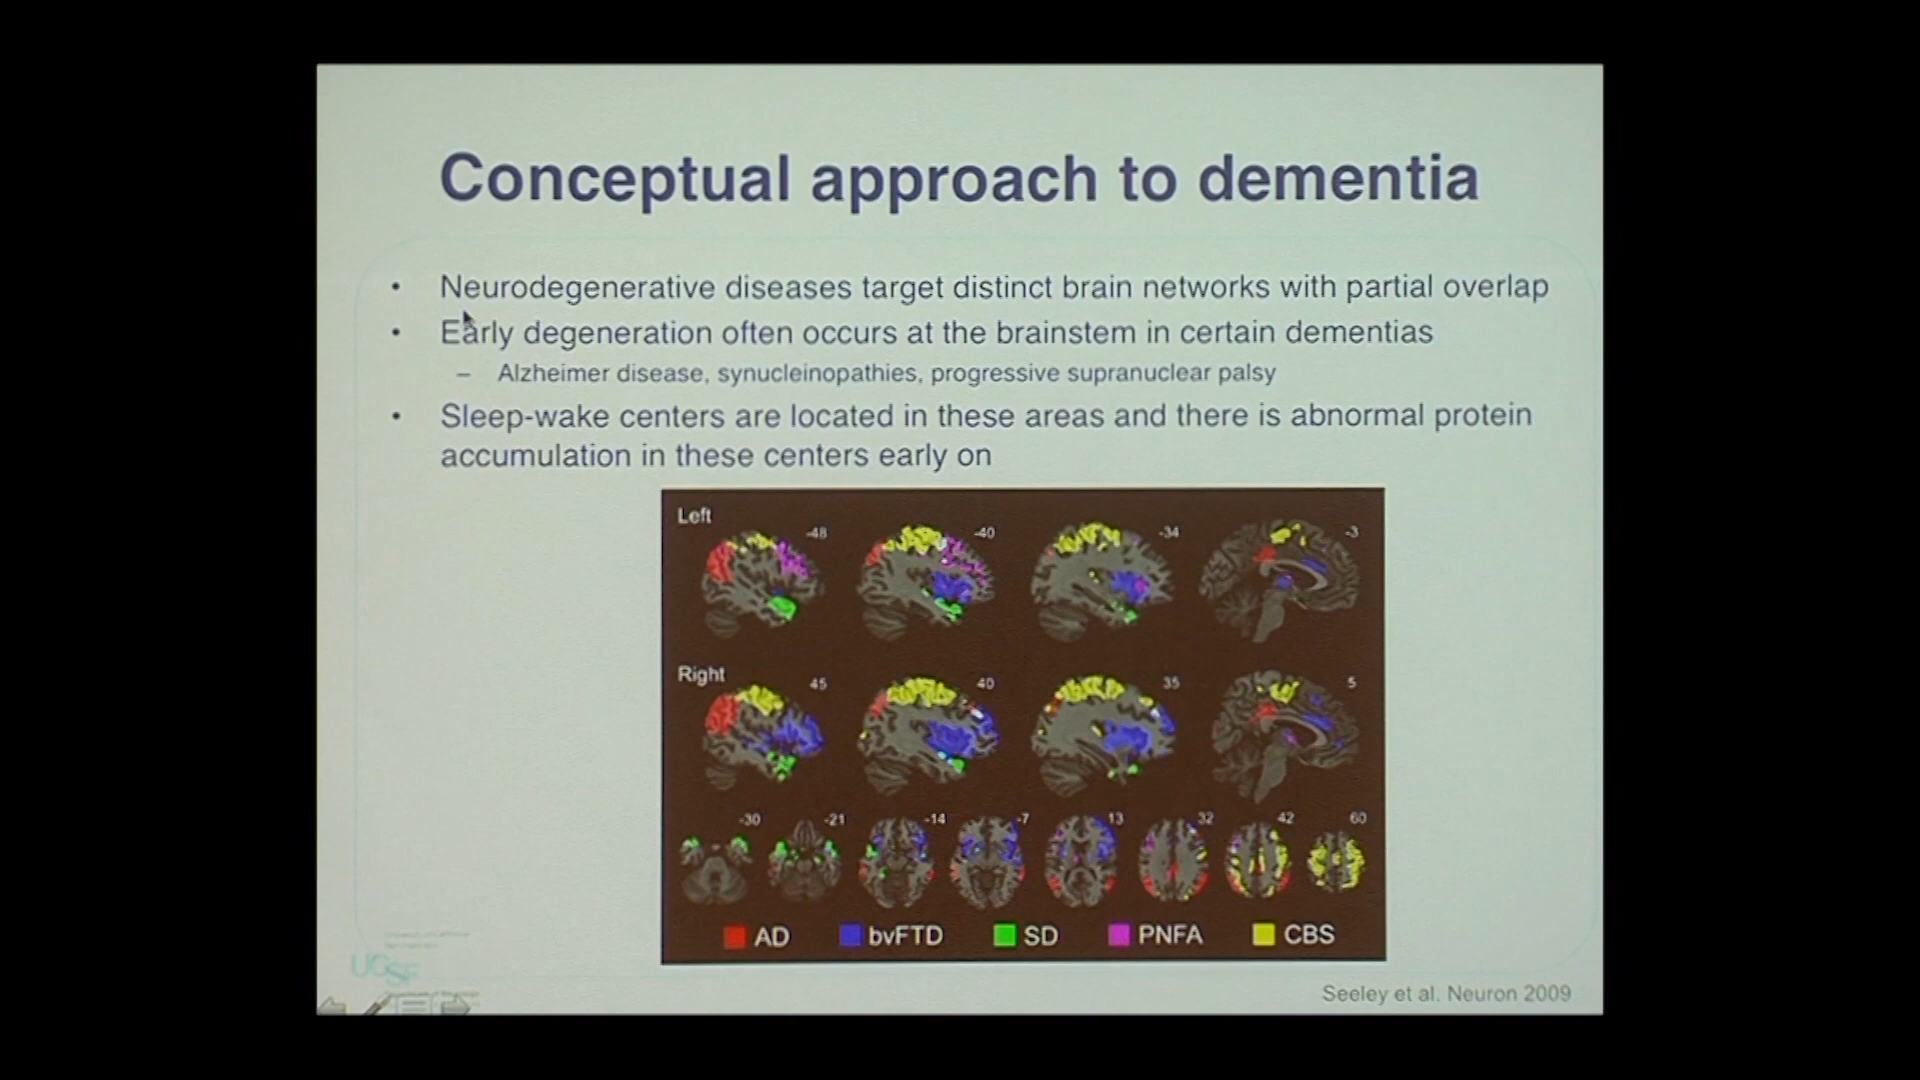 Conceptual approach to dementia
• Neurodegenerative diseases target distinct brain networks with partial overlap
• Early degeneration often occurs at the brainstem in certain dementias
– Alzheimer disease, synucleinopathies, progressive supranuclear palsy
• Sleep-wake centers are located in these areas and there is abnormal protein
accumulation in these centers early on
Left
-48 -40 -34 -3
Right
45 40 35 5
-30 -21 -14 -7 13 32 42 60
AD bvFTD SD PNFA CBS
UCSF
Seeley et al. Neuron 2009